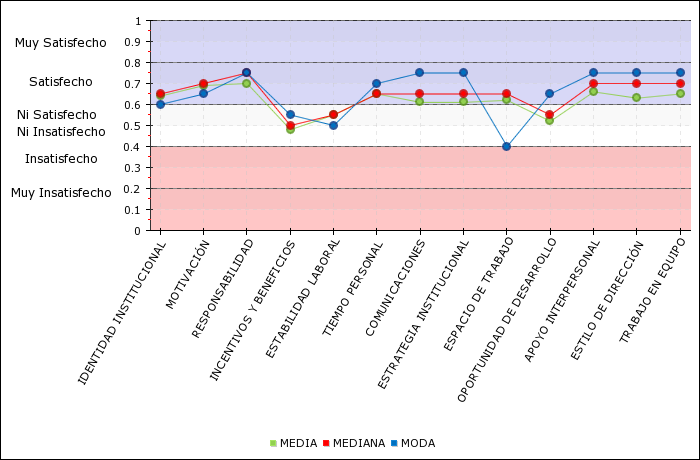 1
Muy Satisfecho
0.9
0.8
Satisfecho
0.7
0.6
Ni Satisfecho
Ni Insatisfecho
0.5
0.4
Insatisfecho
0.3
0.2
Muy Insatisfecho
0.1
0
IDENTIDAD INSTITUCIONAL
MOTIVACIÓN
RESPONSABILIDAD
INCENTIVOS Y BENEFICIOS
ESTABILIDAD LABORAL
TIEMPO PERSONAL
COMUNICACIONES
ESTRATEGIA INSTITUCIONAL
ESPACIO DE TRABAJO
OPORTUNIDAD DE DESARROLLO
APOYO INTERPERSONAL
ESTILO DE DIRECCIÓN
TRABAJO EN EQUIPO
MEDIA MEDIANA MODA